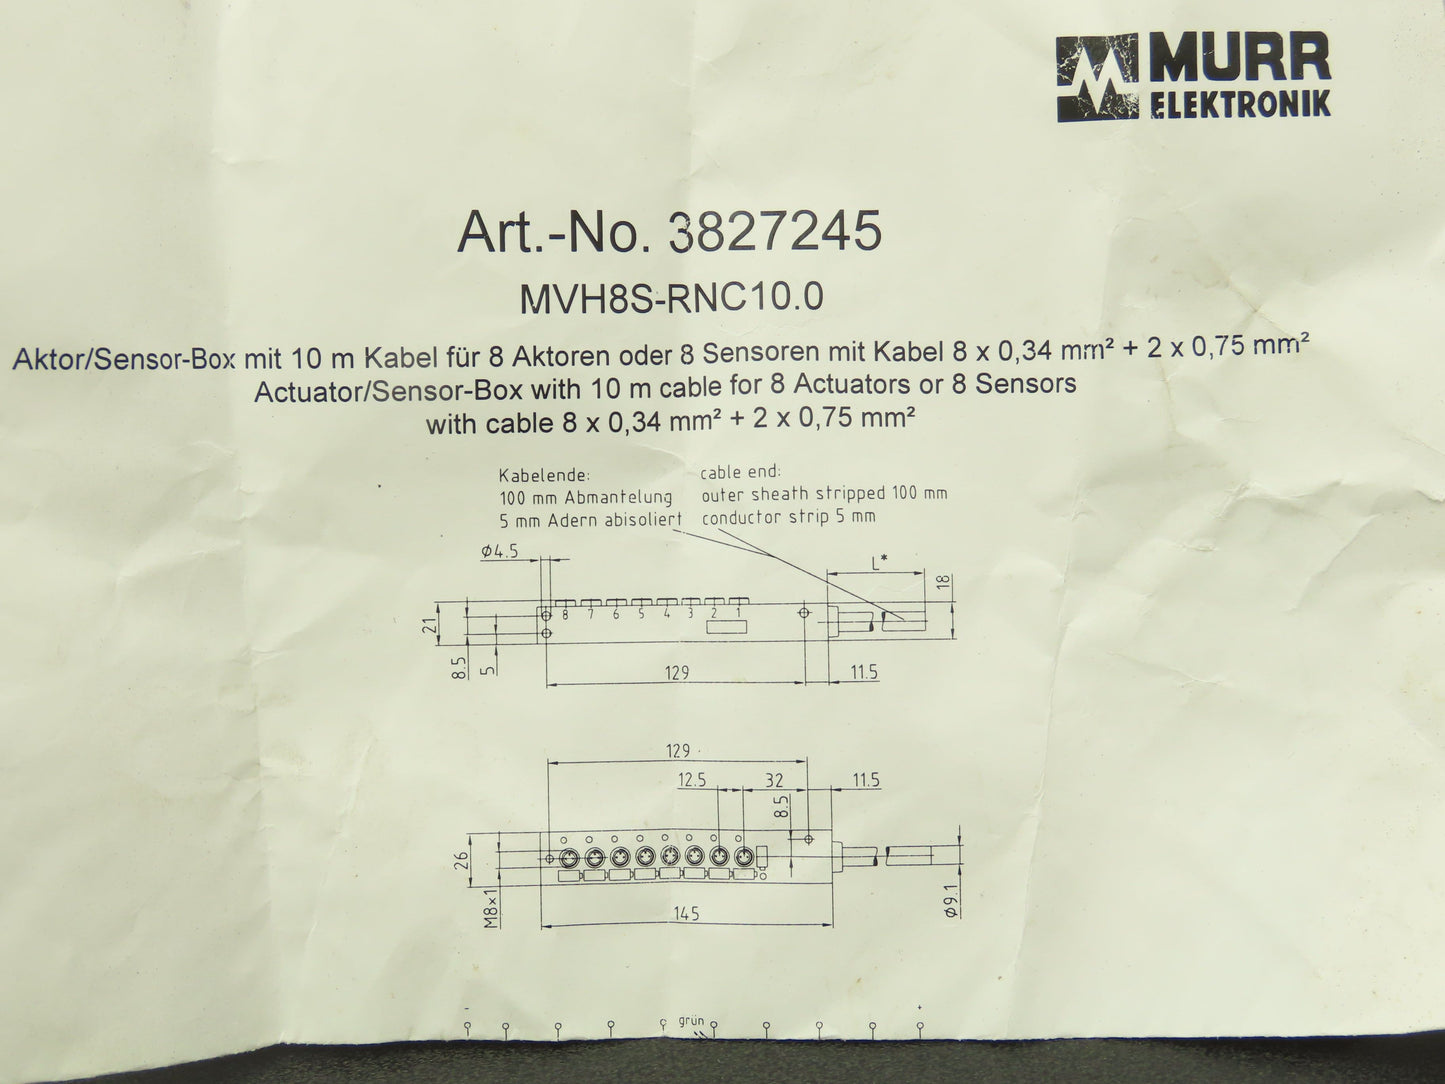 MURR
ELEKTRONIK
Art.-No. 3827245
MVH8S-RNC10.0
Aktor/Sensor-Box mit 10 m Kabel für 8 Aktoren oder 8 Sensoren mit Kabel 8 x 0,34 mm² + 2 x 0,75 mm²
Actuator/Sensor-Box with 10 m cable for 8 Actuators or 8 Sensors
with cable 8 x 0,34 mm² + 2 x 0,75 mm²
Kabelende: cable end:
100 mm Abmantelung outer sheath stripped 100 mm
5 mm Adern abisoliert conductor strip 5 mm
Ø4.5
L*
18
8 7 6 5 4 3 2 1
21
8.5
5
129
11.5
129
12.5 32 11.5
8.5
26
M8x1
Ø9.1
145
- +
grün